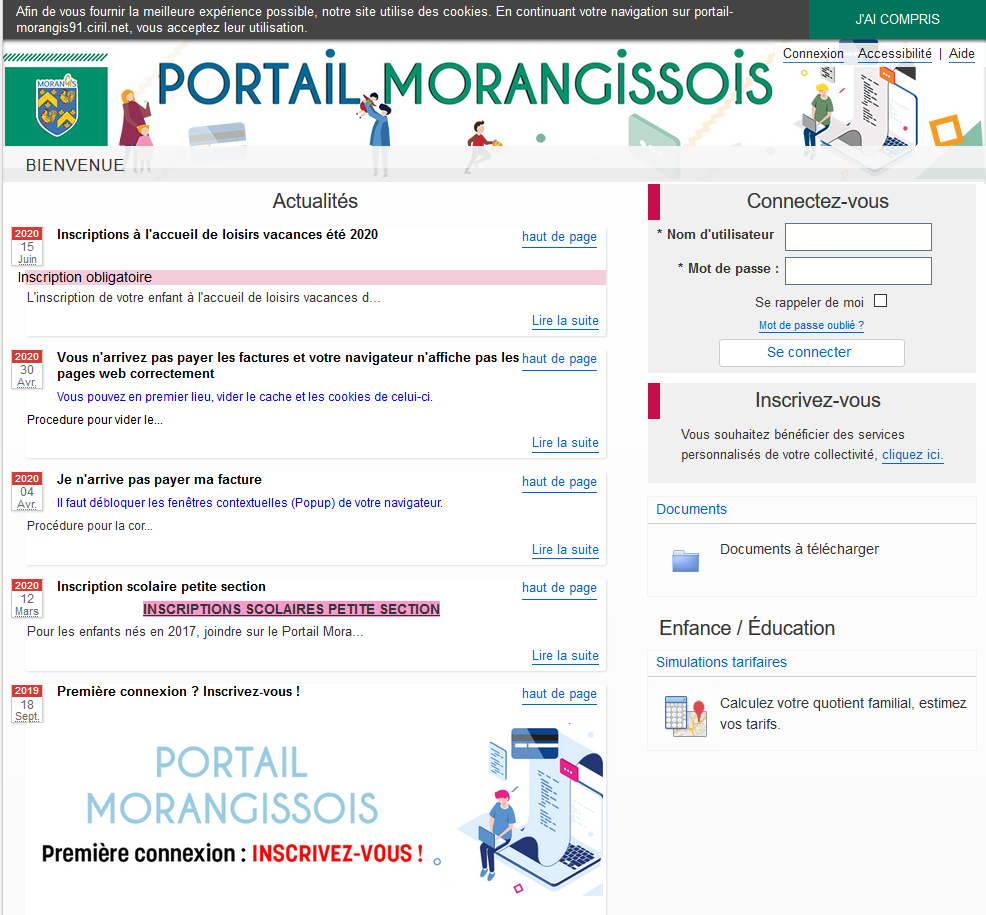 Afin de vous fournir la meilleure expérience possible, notre site utilise des cookies. En continuant votre navigation sur portail-
morangis91.ciril.net, vous acceptez leur utilisation.
J'AI COMPRIS
Connexion Accessibilité | Aide
MORANGIS
PORTAIL MORANGISSOIS
BIENVENUE
Actualités
2020
15
Juin
Inscriptions à l'accueil de loisirs vacances été 2020
haut de page
Inscription obligatoire
L'inscription de votre enfant à l'accueil de loisirs vacances d...
Lire la suite
2020
30
Avr.
Vous n'arrivez pas payer les factures et votre navigateur n'affiche pas les
pages web correctement
haut de page
Vous pouvez en premier lieu, vider le cache et les cookies de celui-ci.
Procedure pour vider le...
Lire la suite
2020
04
Avr.
Je n'arrive pas payer ma facture
haut de page
Il faut débloquer les fenêtres contextuelles (Popup) de votre navigateur.
Procédure pour la cor...
Lire la suite
2020
12
Mars
Inscription scolaire petite section
haut de page
INSCRIPTIONS SCOLAIRES PETITE SECTION
Pour les enfants nés en 2017, joindre sur le Portail Mora...
Lire la suite
2019
18
Sept.
Première connexion ? Inscrivez-vous !
haut de page
PORTAIL
MORANGISSOIS
Première connexion : INSCRIVEZ-VOUS !
Connectez-vous
* Nom d'utilisateur
* Mot de passe :
Se rappeler de moi
Mot de passe oublié ?
Se connecter
Inscrivez-vous
Vous souhaitez bénéficier des services
personnalisés de votre collectivité, cliquez ici.
Documents
Documents à télécharger
Enfance / Éducation
Simulations tarifaires
Calculez votre quotient familial, estimez
vos tarifs.